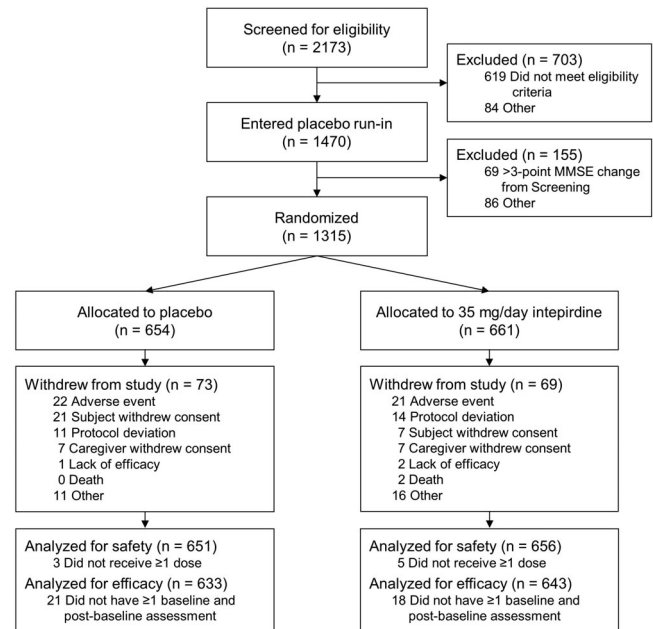 Screened for eligibility
(n = 2173)
Excluded (n = 703)
619 Did not meet eligibility
criteria
84 Other
Entered placebo run-in
(n = 1470)
Excluded (n = 155)
69 >3-point MMSE change
from Screening
86 Other
Randomized
(n = 1315)
Allocated to placebo
(n = 654)
Withdrew from study (n = 73)
22 Adverse event
21 Subject withdrew consent
11 Protocol deviation
7 Caregiver withdrew consent
1 Lack of efficacy
0 Death
11 Other
Analyzed for safety (n = 651)
3 Did not receive ≥1 dose
Analyzed for efficacy (n = 633)
21 Did not have ≥1 baseline and
post-baseline assessment
Allocated to 35 mg/day intepirdine
(n = 661)
Withdrew from study (n = 69)
21 Adverse event
14 Protocol deviation
7 Subject withdrew consent
7 Caregiver withdrew consent
2 Lack of efficacy
2 Death
16 Other
Analyzed for safety (n = 656)
5 Did not receive ≥1 dose
Analyzed for efficacy (n = 643)
18 Did not have ≥1 baseline and
post-baseline assessment